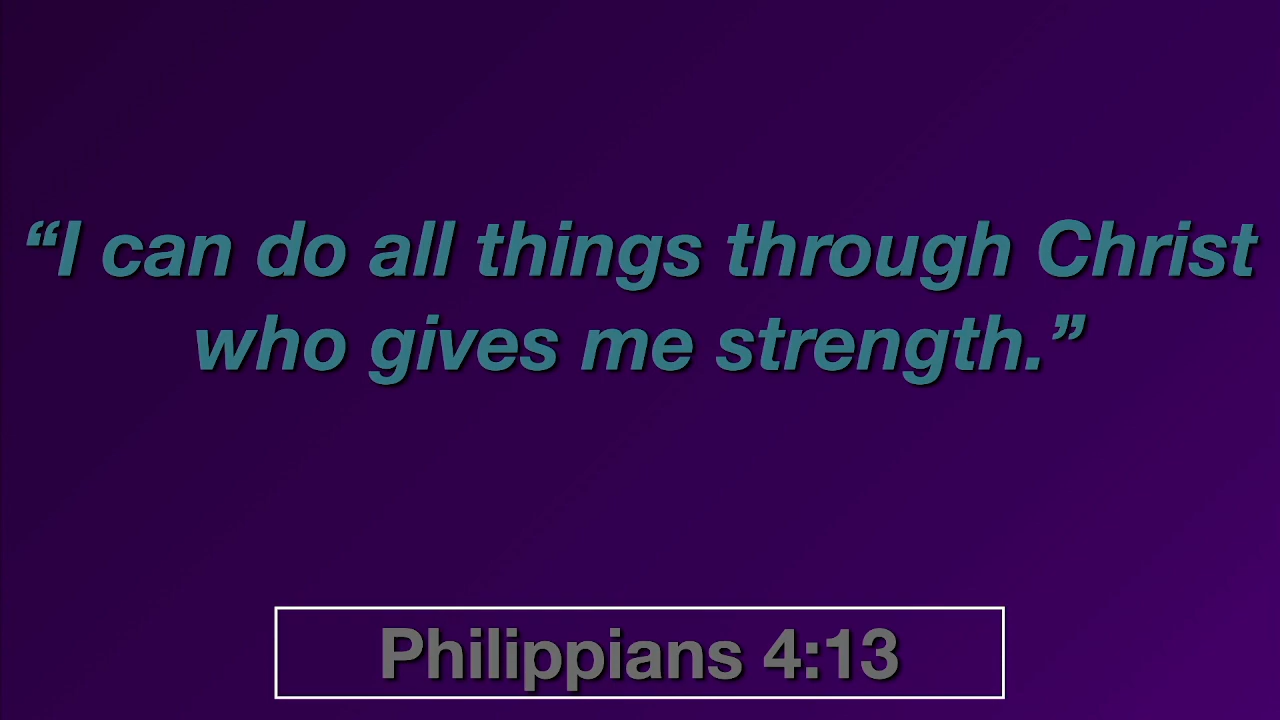 “I can do all things through Christ
who gives me strength.”
Philippians 4:13